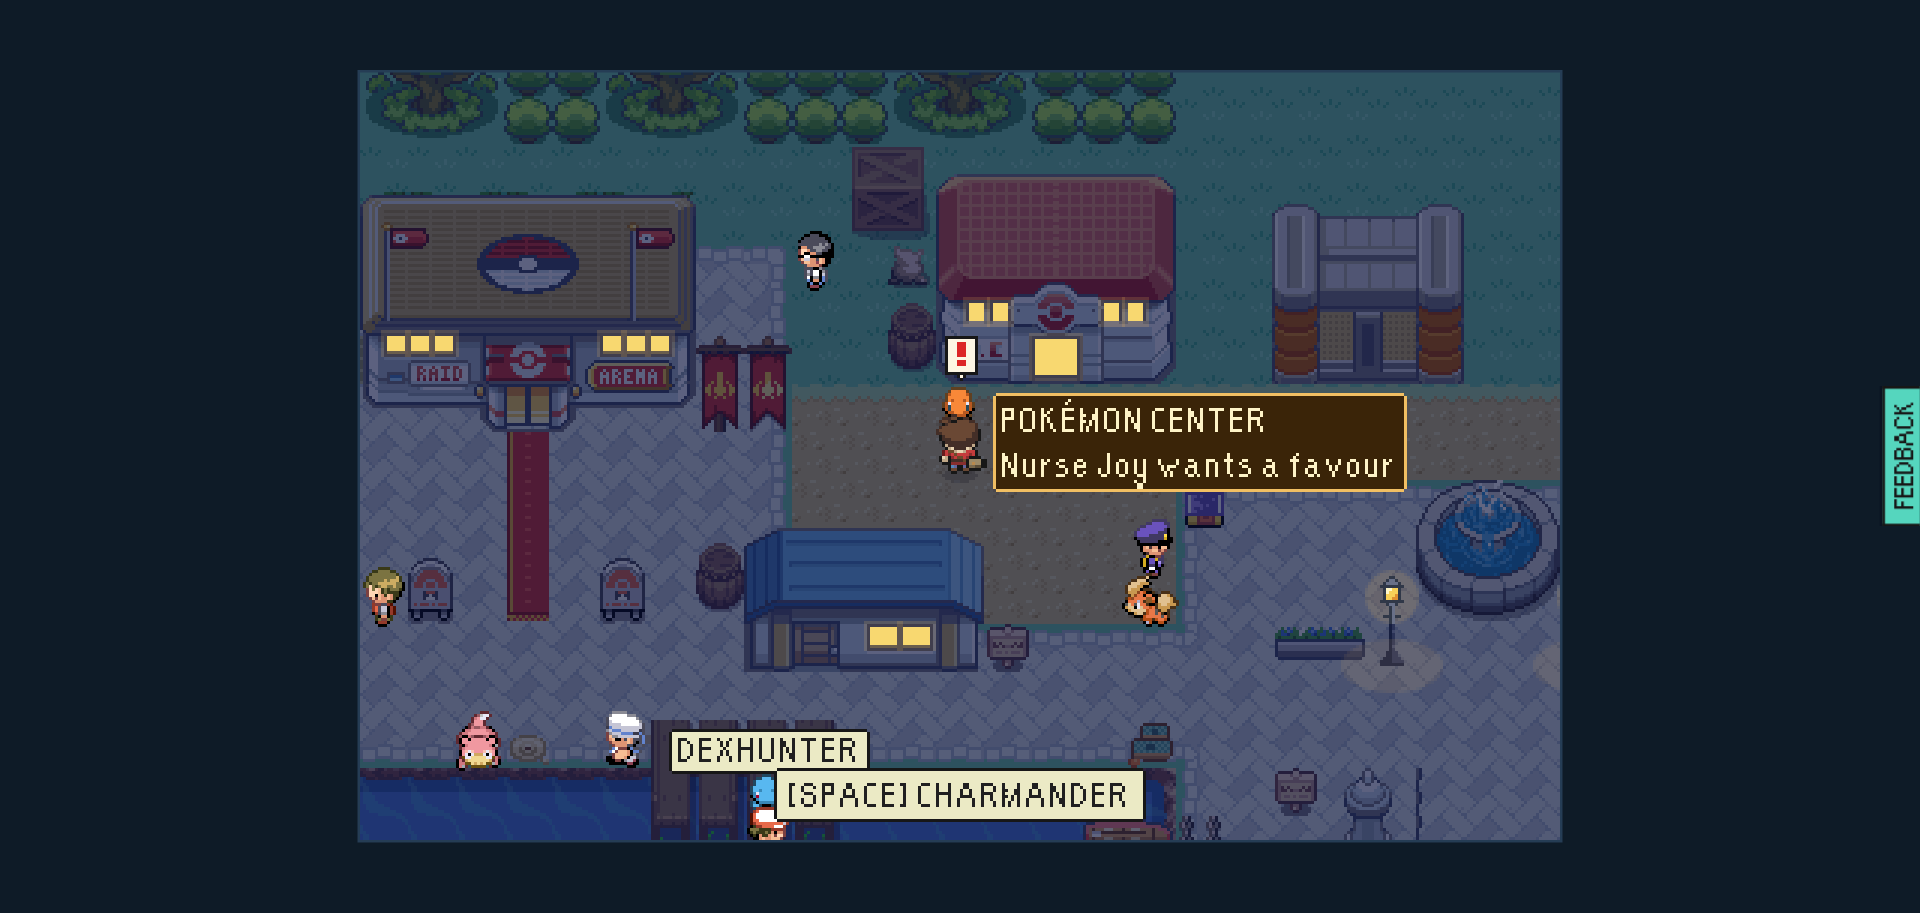 RAID
ARENA
POKÉMON CENTER
Nurse Joy wants a favour
FEEDBACK
DEXHUNTER
[SPACE] CHARMANDER